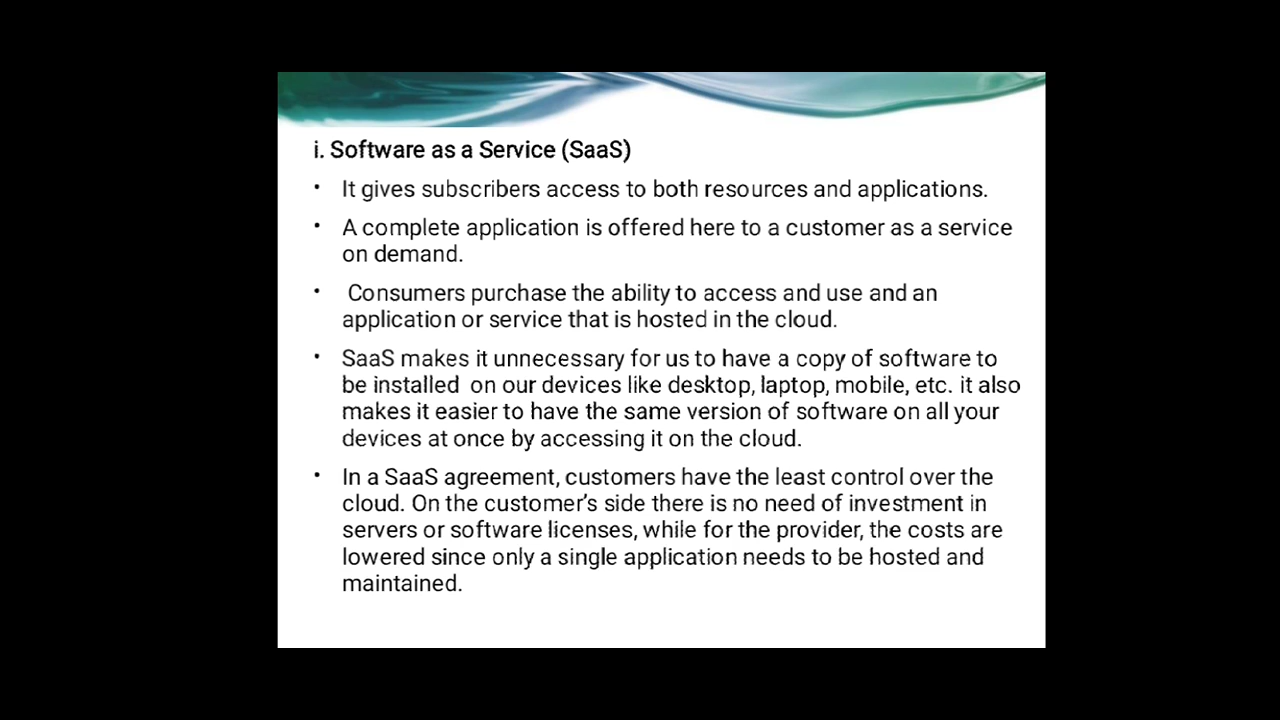 i. Software as a Service (SaaS)
• It gives subscribers access to both resources and applications.
• A complete application is offered here to a customer as a service
on demand.
• Consumers purchase the ability to access and use and an
application or service that is hosted in the cloud.
• SaaS makes it unnecessary for us to have a copy of software to
be installed on our devices like desktop, laptop, mobile, etc. it also
makes it easier to have the same version of software on all your
devices at once by accessing it on the cloud.
• In a SaaS agreement, customers have the least control over the
cloud. On the customer's side there is no need of investment in
servers or software licenses, while for the provider, the costs are
lowered since only a single application needs to be hosted and
maintained.